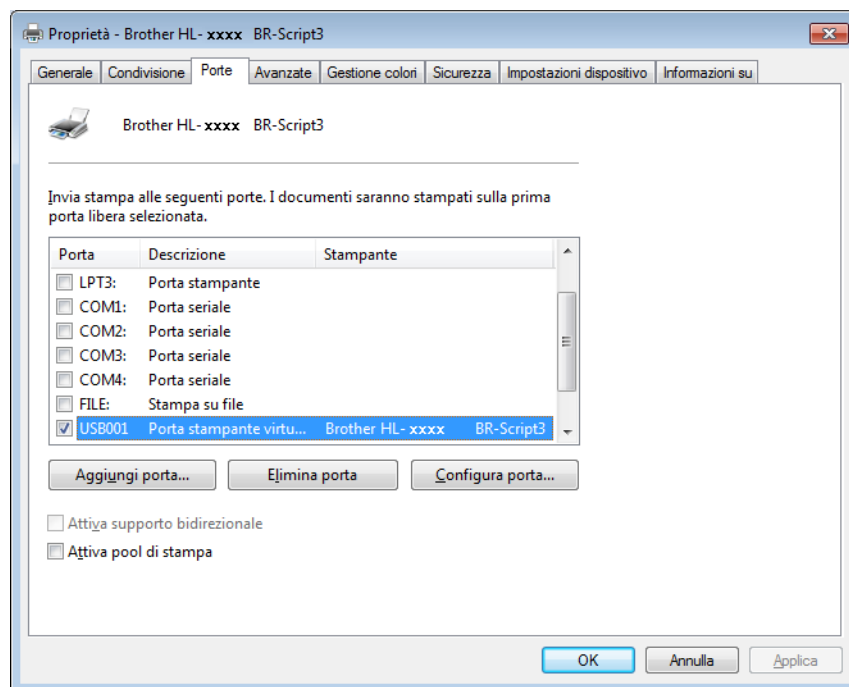 Proprietà - Brother HL- xxxx BR-Script3
Generale Condivisione Porte Avanzate Gestione colori Sicurezza Impostazioni dispositivo Informazioni su
Brother HL- xxxx BR-Script3
Invia stampa alle seguenti porte. I documenti saranno stampati sulla prima
porta libera selezionata.
Porta Descrizione Stampante
LPT3: Porta stampante
COM1: Porta seriale
COM2: Porta seriale
COM3: Porta seriale
COM4: Porta seriale
FILE: Stampa su file
USB001 Porta stampante virtu... Brother HL- xxxx BR-Script3
Aggiungi porta... Elimina porta Configura porta...
Attiva supporto bidirezionale
Attiva pool di stampa
OK Annulla Applica